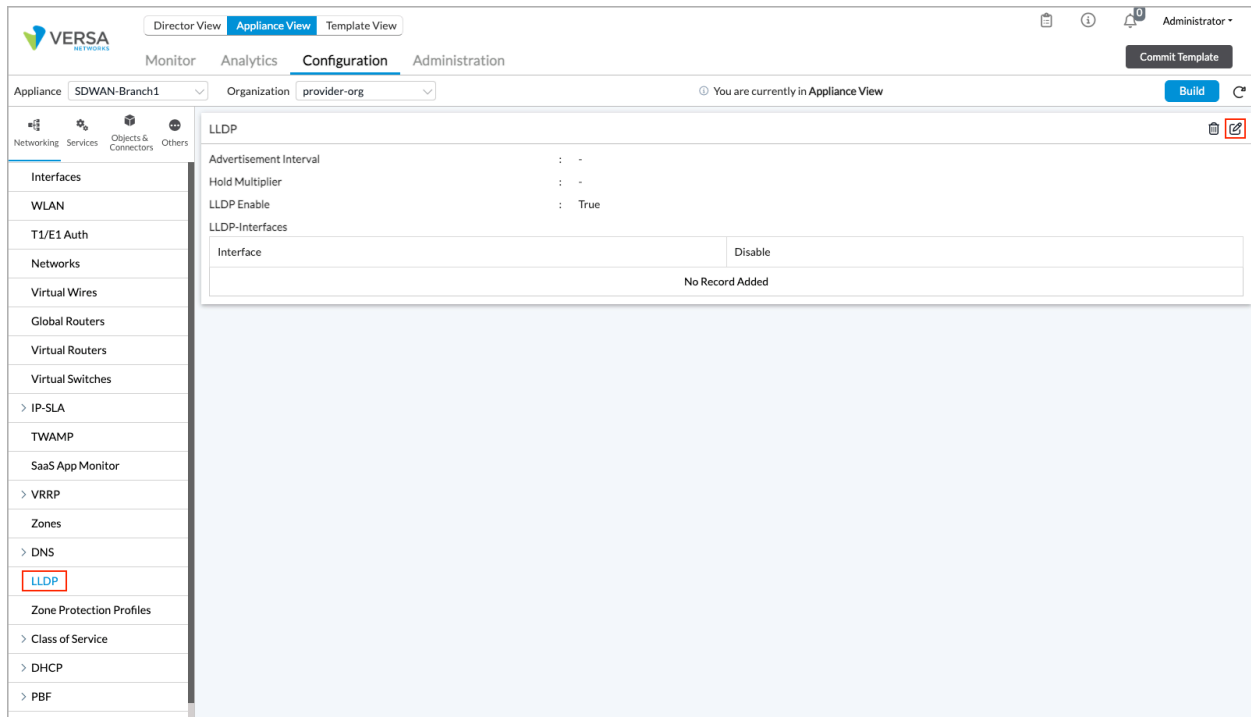 VERSA
NETWORKS
Director View Appliance View Template View
0
Administrator
Monitor Analytics Configuration Administration
Commit Template
Appliance SDWAN-Branch1 Organization provider-org You are currently in Appliance View Build
Networking Services Objects & Connectors Others
LLDP
Advertisement Interval : -
Hold Multiplier : -
LLDP Enable : True
LLDP-Interfaces
Interface Disable
No Record Added
Interfaces
WLAN
T1/E1 Auth
Networks
Virtual Wires
Global Routers
Virtual Routers
Virtual Switches
IP-SLA
TWAMP
SaaS App Monitor
VRRP
Zones
DNS
LLDP
Zone Protection Profiles
Class of Service
DHCP
PBF